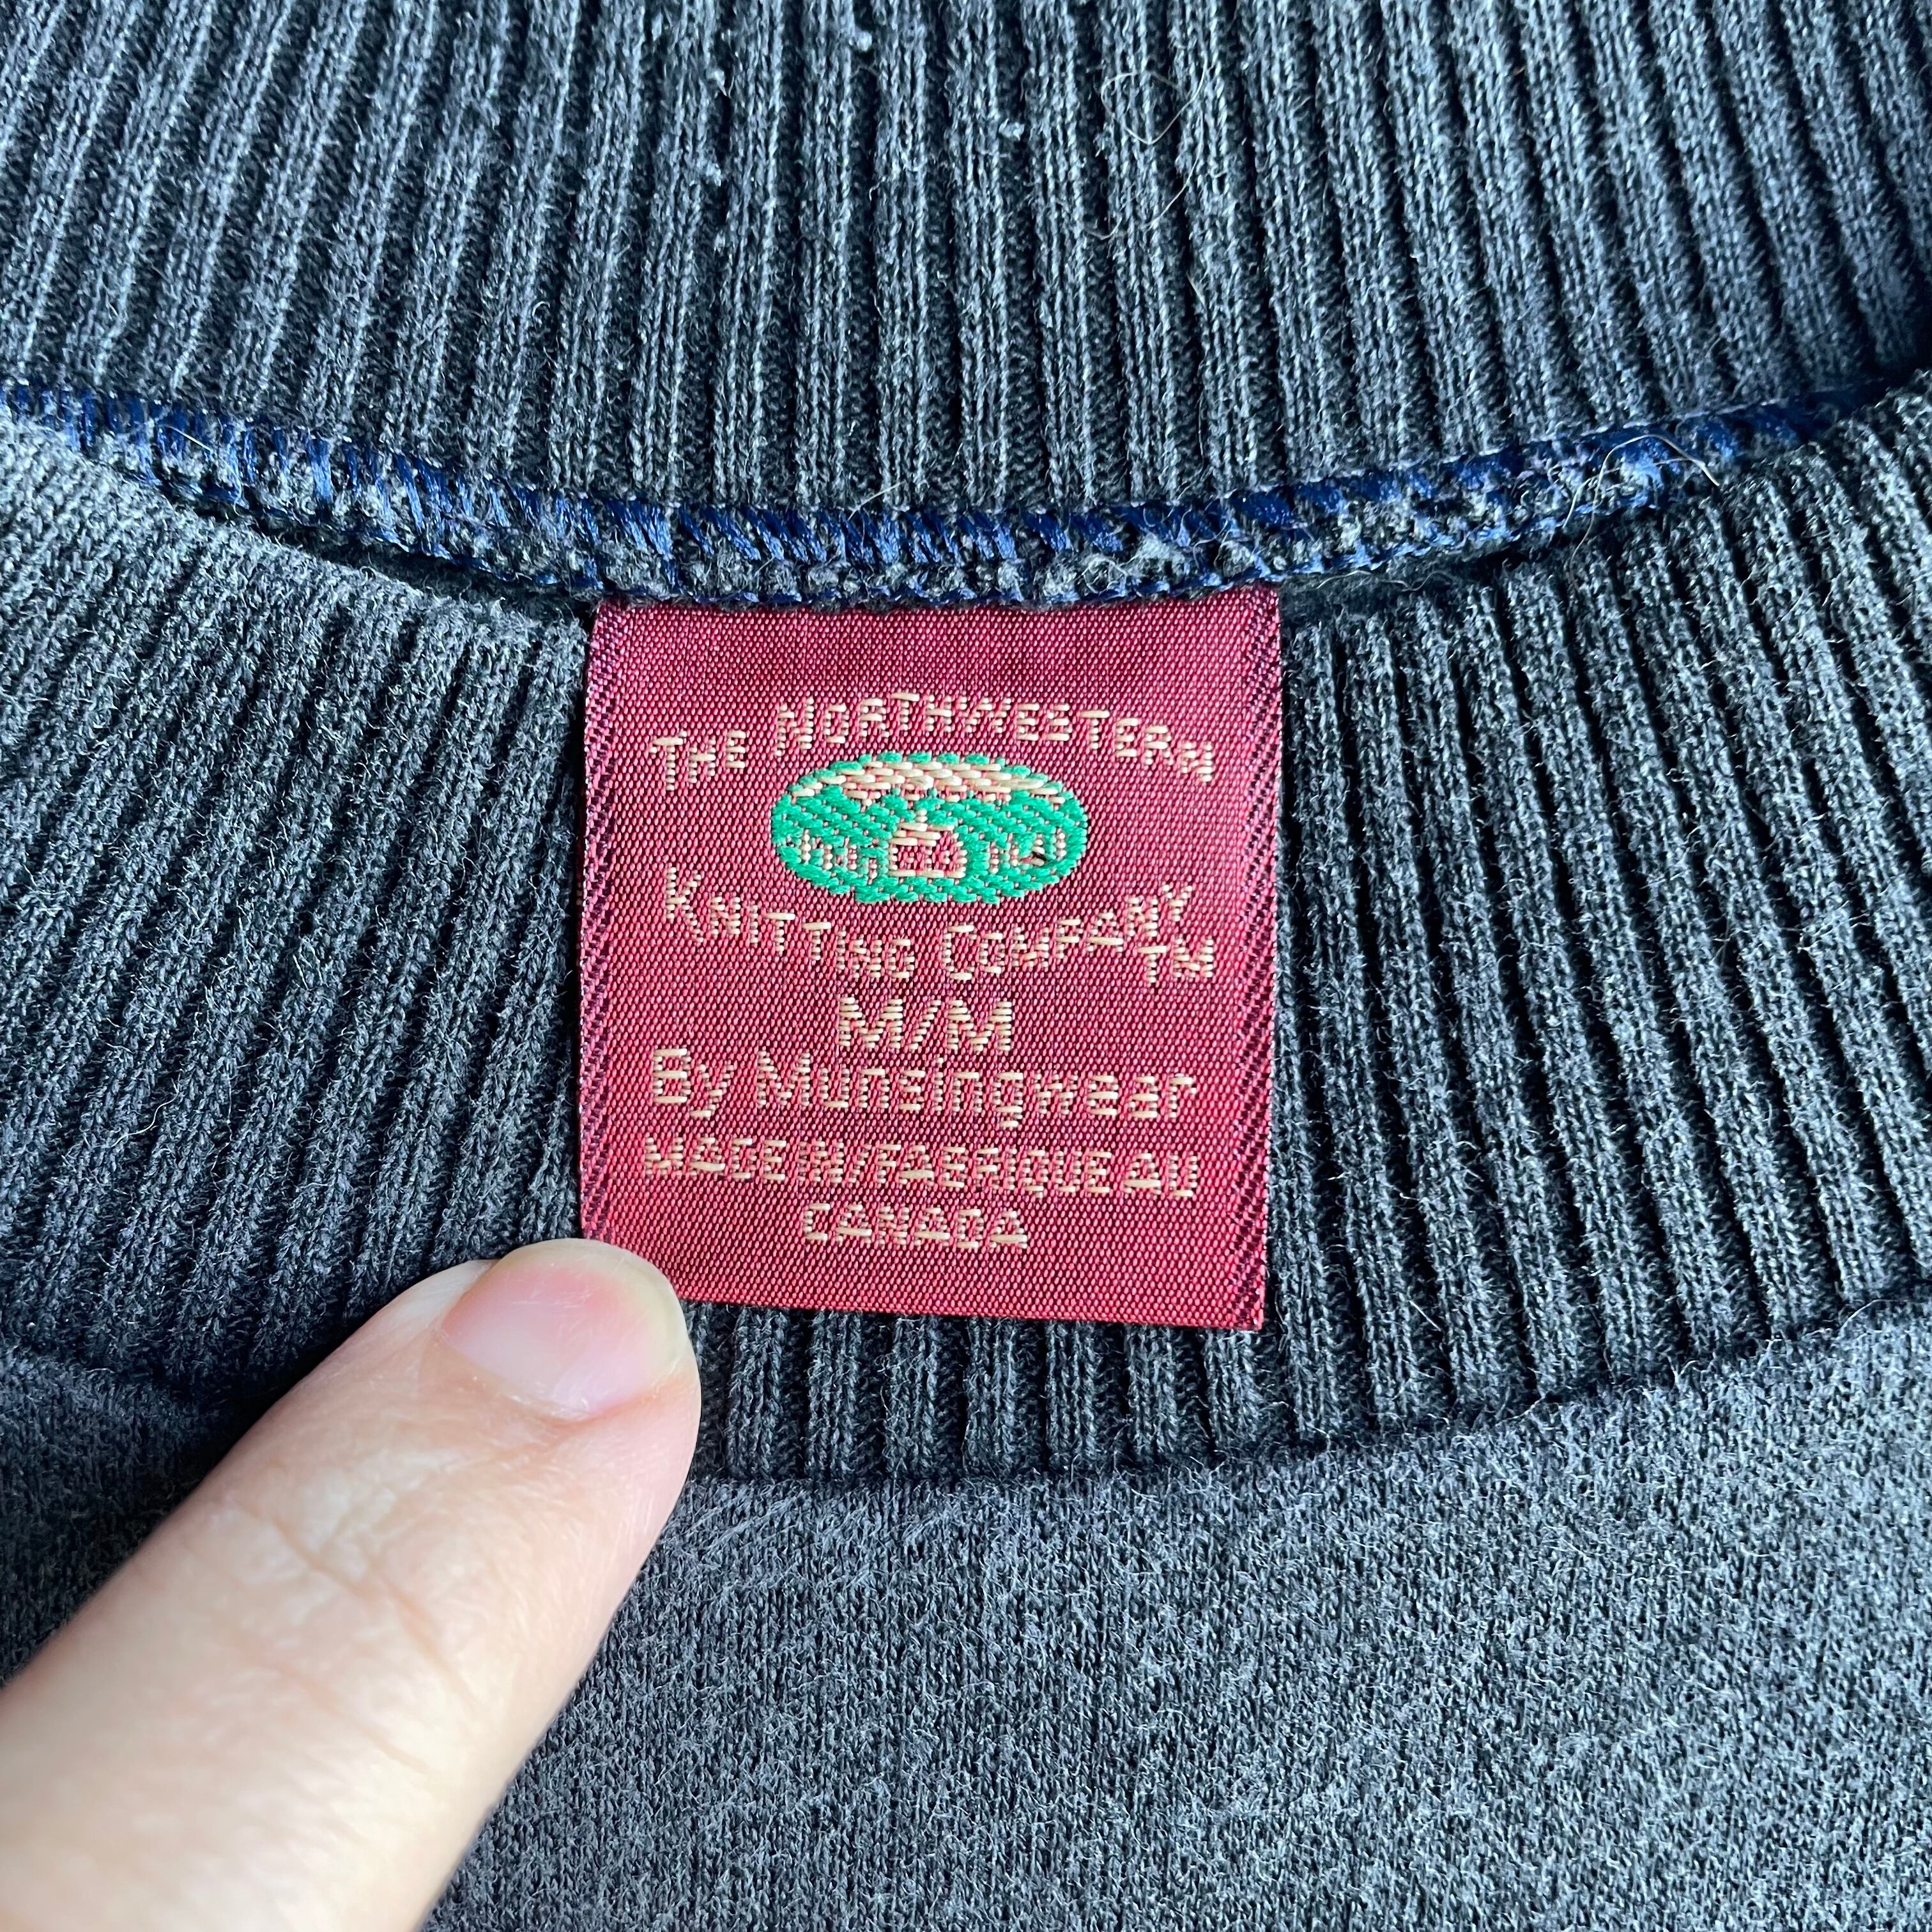 THE NORTHWESTERN
KNITTING COMPANY
TM
M/M
By Munsingwear
MADE IN/FABRIQUE AU
CANADA